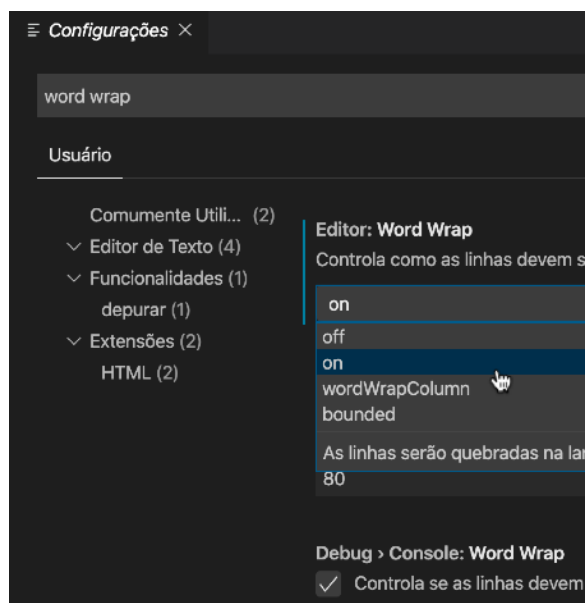 Configurações
word wrap
Usuário
Comumente Utili... (2)
Editor de Texto (4)
Funcionalidades (1)
depurar (1)
Extensões (2)
HTML (2)
Editor: Word Wrap
Controla como as linhas devem s
on
off
on
wordWrapColumn
bounded
As linhas serão quebradas na lar
80
Debug › Console: Word Wrap
Controla se as linhas devem